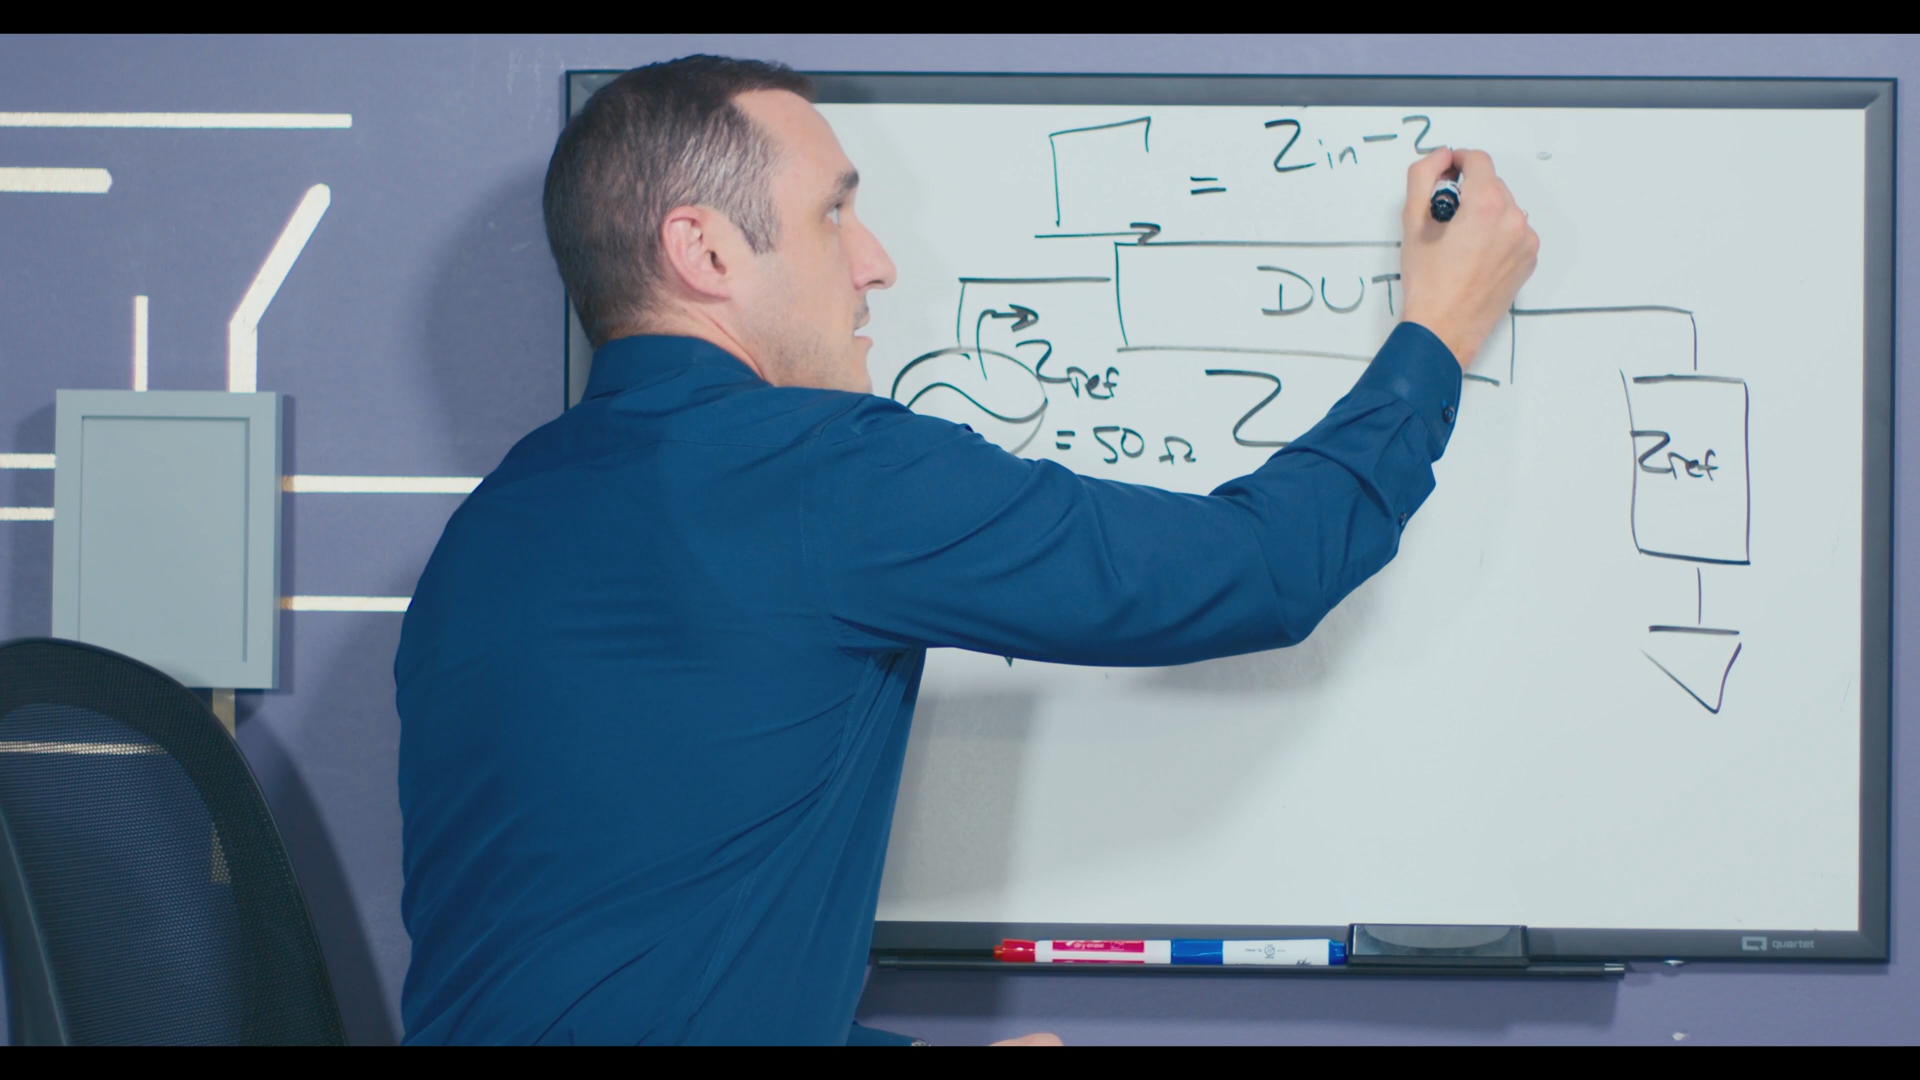 Γ = Zin - Z
DUT
Zref
= 50 Ω
Z
Zref
quartet